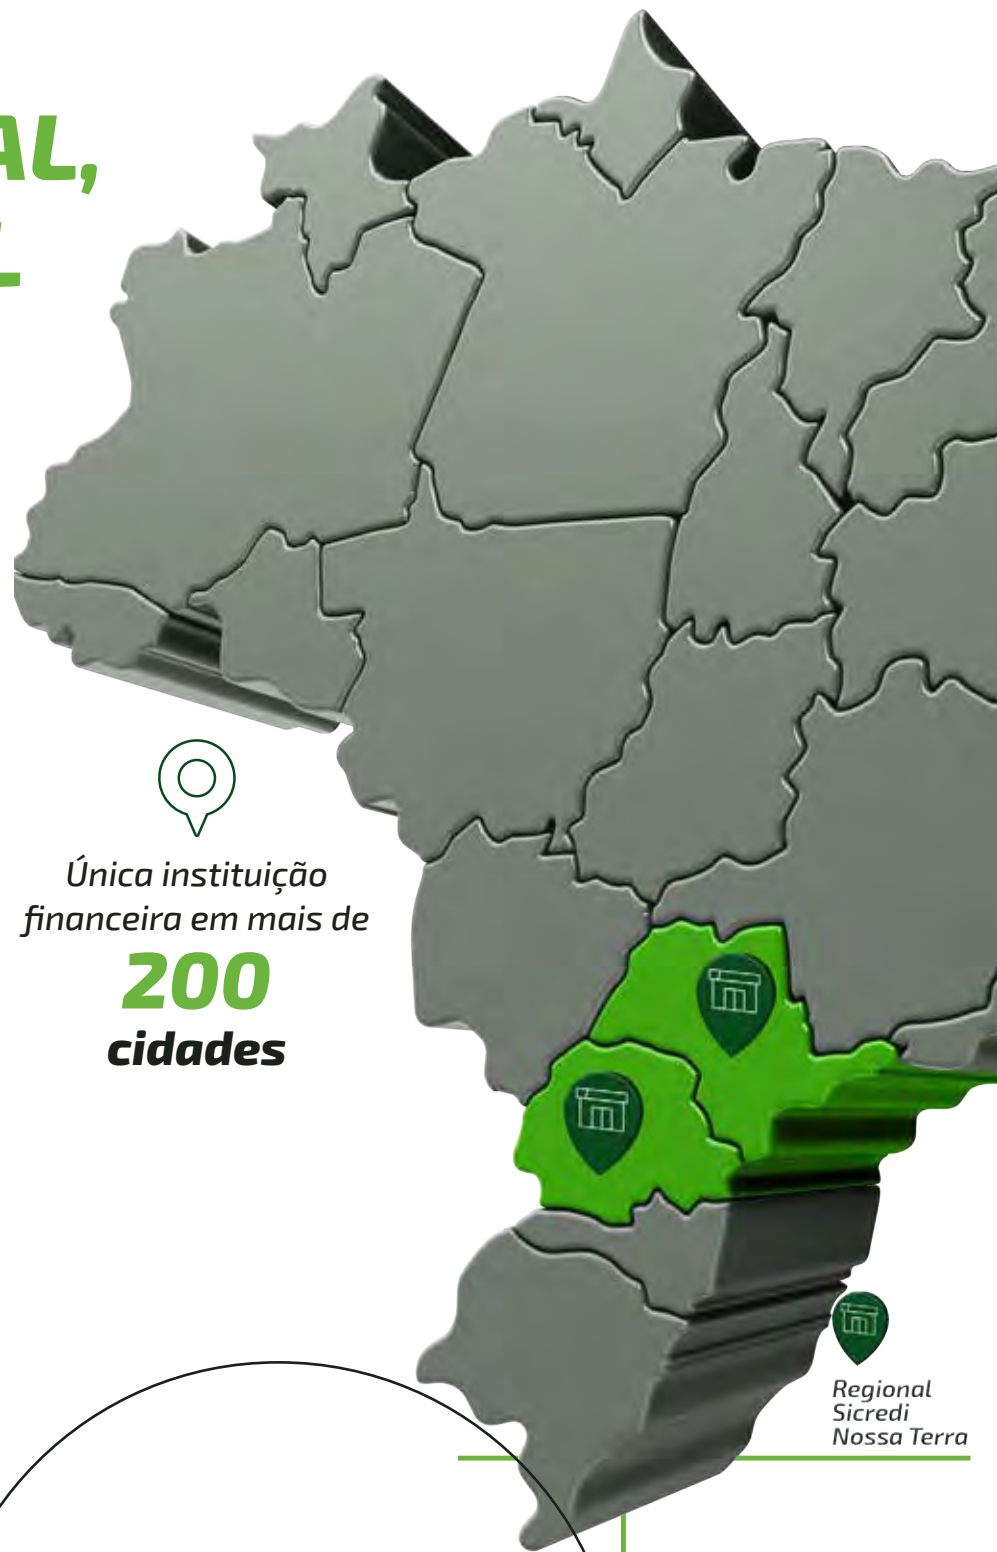 AL,
L
Única instituição
financeira em mais de
200
cidades
Regional
Sicredi
Nossa Terra